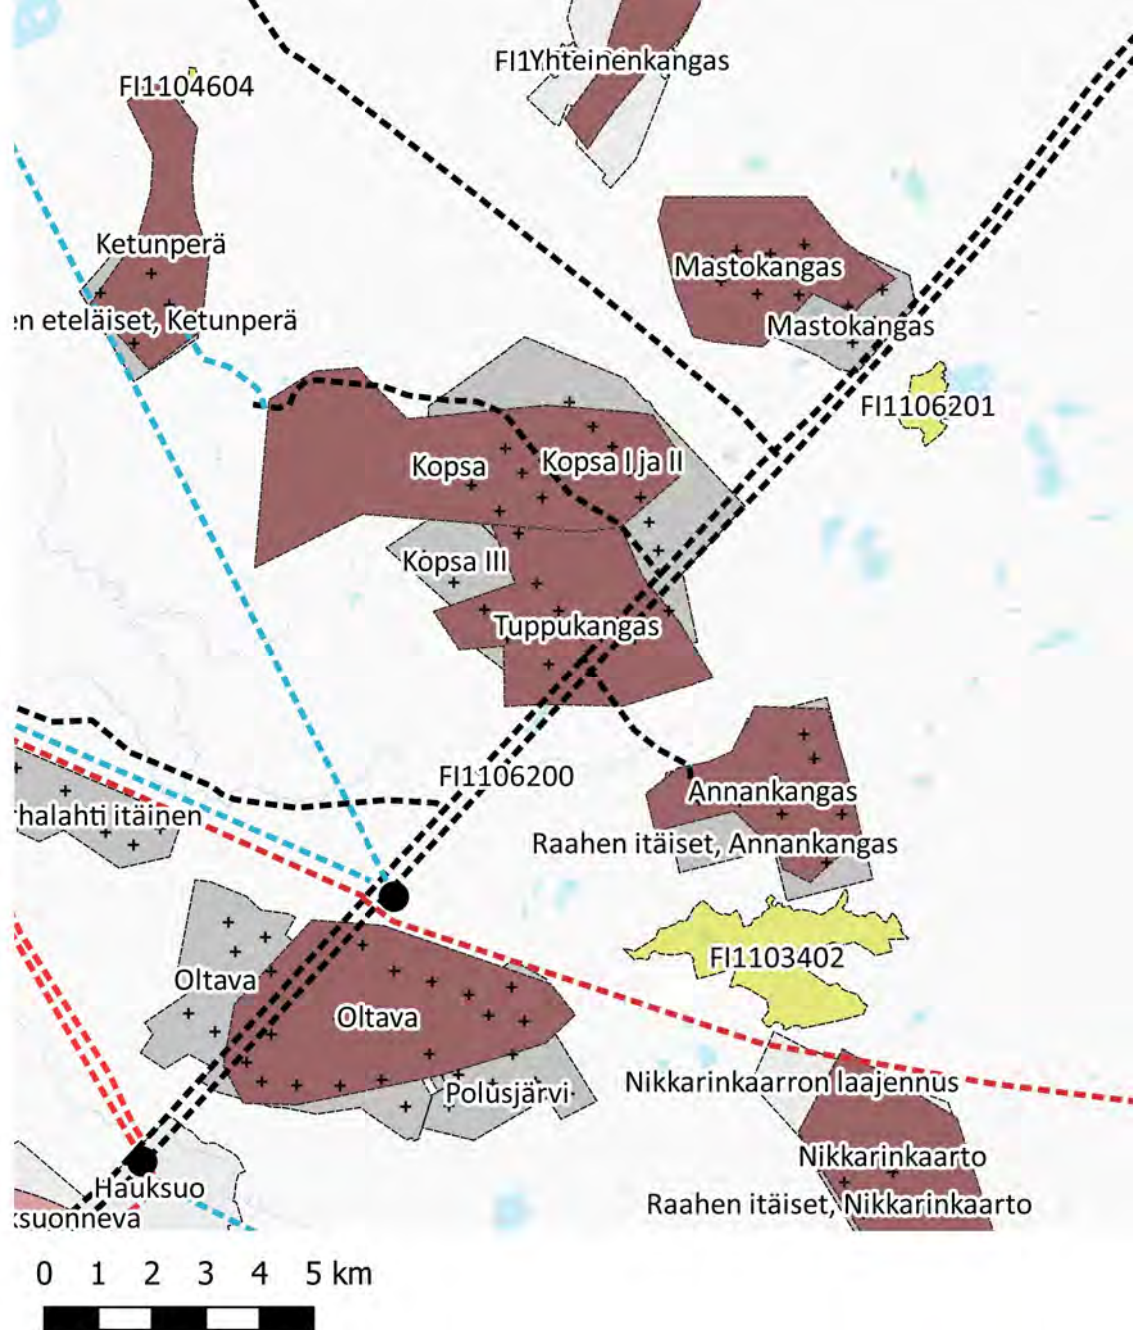 FI1Yhteinenkangas
FI1104604
Ketunperä
Mastokangas
en eteläiset, Ketunperä
Mastokangas
FI1106201
Kopsa
Kopsa I ja II
Kopsa III
Tuppukangas
FI1106200
Annankangas
rhalahti itäinen
Raahen itäiset, Annankangas
FI1103402
Oltava
Oltava
Nikkarinkaarron laajennus
Polusjärvi
Nikkarinkaarto
Hauksuo
Raahen itäiset, Nikkarinkaarto
ksuonneva
0 1 2 3 4 5 km